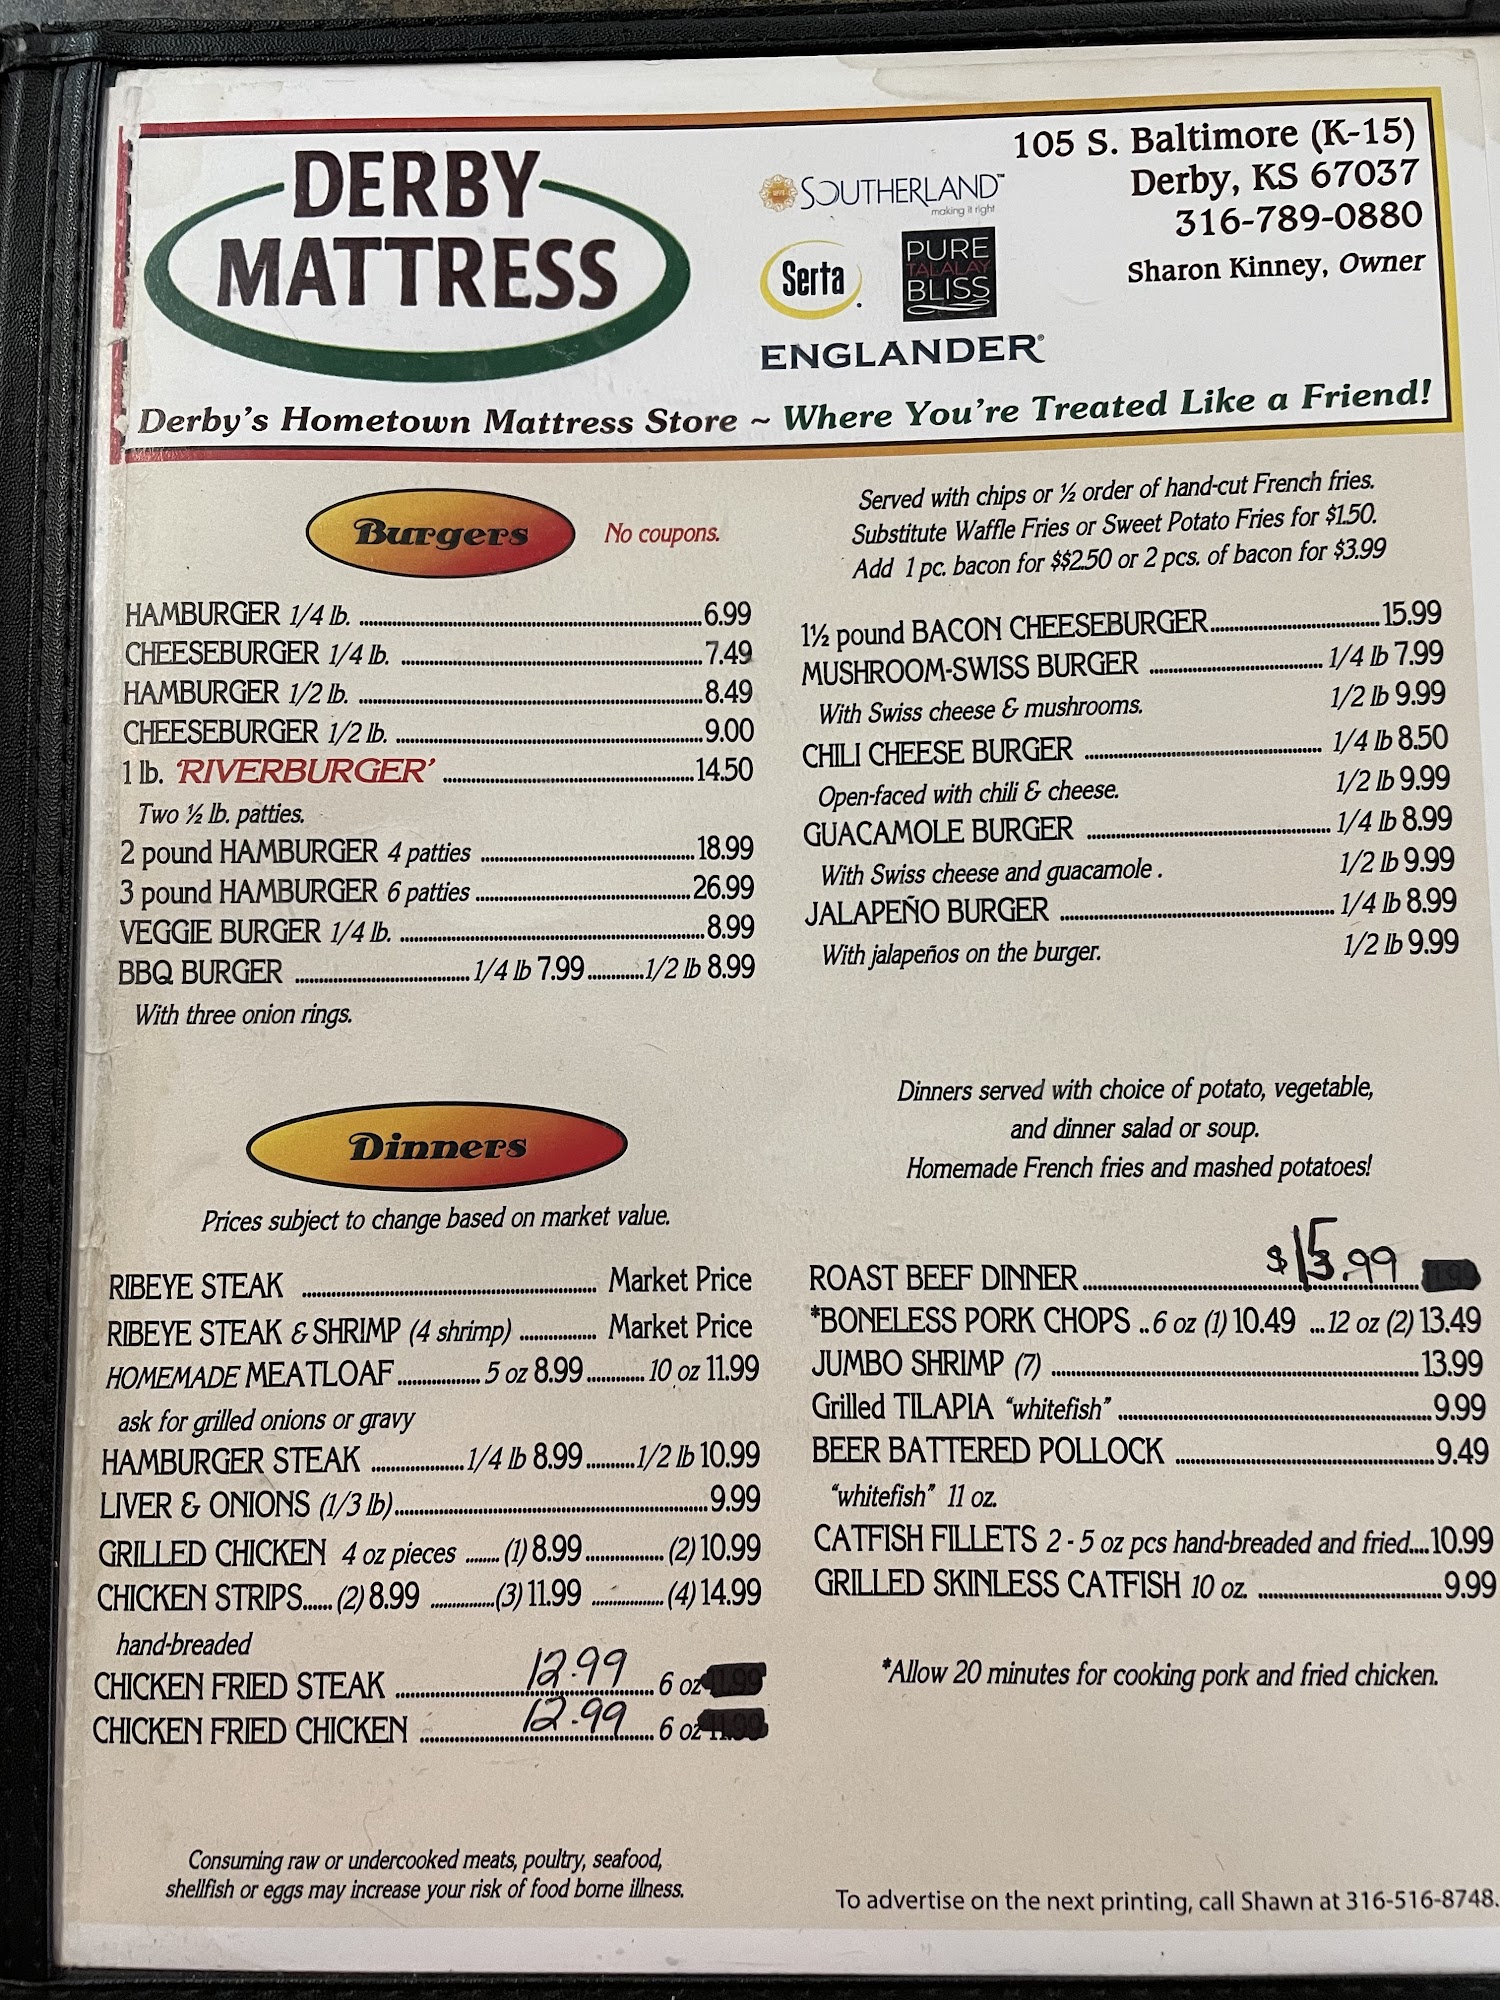 DERBY MATTRESS
SOUTHERLAND™
making it right
Serta
PURE
TALALAY
BLISS
ENGLANDER®
105 S. Baltimore (K-15)
Derby, KS 67037
316-789-0880
Sharon Kinney, Owner
Derby's Hometown Mattress Store ~ Where You're Treated Like a Friend!
Burgers No coupons.
Served with chips or ½ order of hand-cut French fries.
Substitute Waffle Fries or Sweet Potato Fries for $1.50.
Add 1 pc. bacon for $$2.50 or 2 pcs. of bacon for $3.99
HAMBURGER 1/4 lb. 6.99
CHEESEBURGER 1/4 lb. 7.49
HAMBURGER 1/2 lb. 8.49
CHEESEBURGER 1/2 lb. 9.00
1 lb. 'RIVERBURGER' 14.50
Two ½ lb. patties.
2 pound HAMBURGER 4 patties 18.99
3 pound HAMBURGER 6 patties 26.99
VEGGIE BURGER 1/4 lb. 8.99
BBQ BURGER 1/4 lb 7.99 1/2 lb 8.99
With three onion rings.
1½ pound BACON CHEESEBURGER 15.99
MUSHROOM-SWISS BURGER 1/4 lb 7.99
With Swiss cheese & mushrooms. 1/2 lb 9.99
CHILI CHEESE BURGER 1/4 lb 8.50
Open-faced with chili & cheese. 1/2 lb 9.99
GUACAMOLE BURGER 1/4 lb 8.99
With Swiss cheese and guacamole . 1/2 lb 9.99
JALAPEÑO BURGER 1/4 lb 8.99
With jalapeños on the burger. 1/2 lb 9.99
Dinners
Prices subject to change based on market value.
Dinners served with choice of potato, vegetable,
and dinner salad or soup.
Homemade French fries and mashed potatoes!
RIBEYE STEAK Market Price
RIBEYE STEAK & SHRIMP (4 shrimp) Market Price
HOMEMADE MEATLOAF 5 oz 8.99 10 oz 11.99
ask for grilled onions or gravy
HAMBURGER STEAK 1/4 lb 8.99 1/2 lb 10.99
LIVER & ONIONS (1/3 lb) 9.99
GRILLED CHICKEN 4 oz pieces (1) 8.99 (2) 10.99
CHICKEN STRIPS (2) 8.99 (3) 11.99 (4) 14.99
hand-breaded
CHICKEN FRIED STEAK 12.99 6 oz 11.99
CHICKEN FRIED CHICKEN 12.99 6 oz 11.99
ROAST BEEF DINNER $15.99
*BONELESS PORK CHOPS 6 oz (1) 10.49 12 oz (2) 13.49
JUMBO SHRIMP (7) 13.99
Grilled TILAPIA "whitefish" 9.99
BEER BATTERED POLLOCK 9.49
"whitefish" 11 oz.
CATFISH FILLETS 2 - 5 oz pcs hand-breaded and fried 10.99
GRILLED SKINLESS CATFISH 10 oz. 9.99
*Allow 20 minutes for cooking pork and fried chicken.
Consuming raw or undercooked meats, poultry, seafood,
shellfish or eggs may increase your risk of food borne illness.
To advertise on the next printing, call Shawn at 316-516-8748.